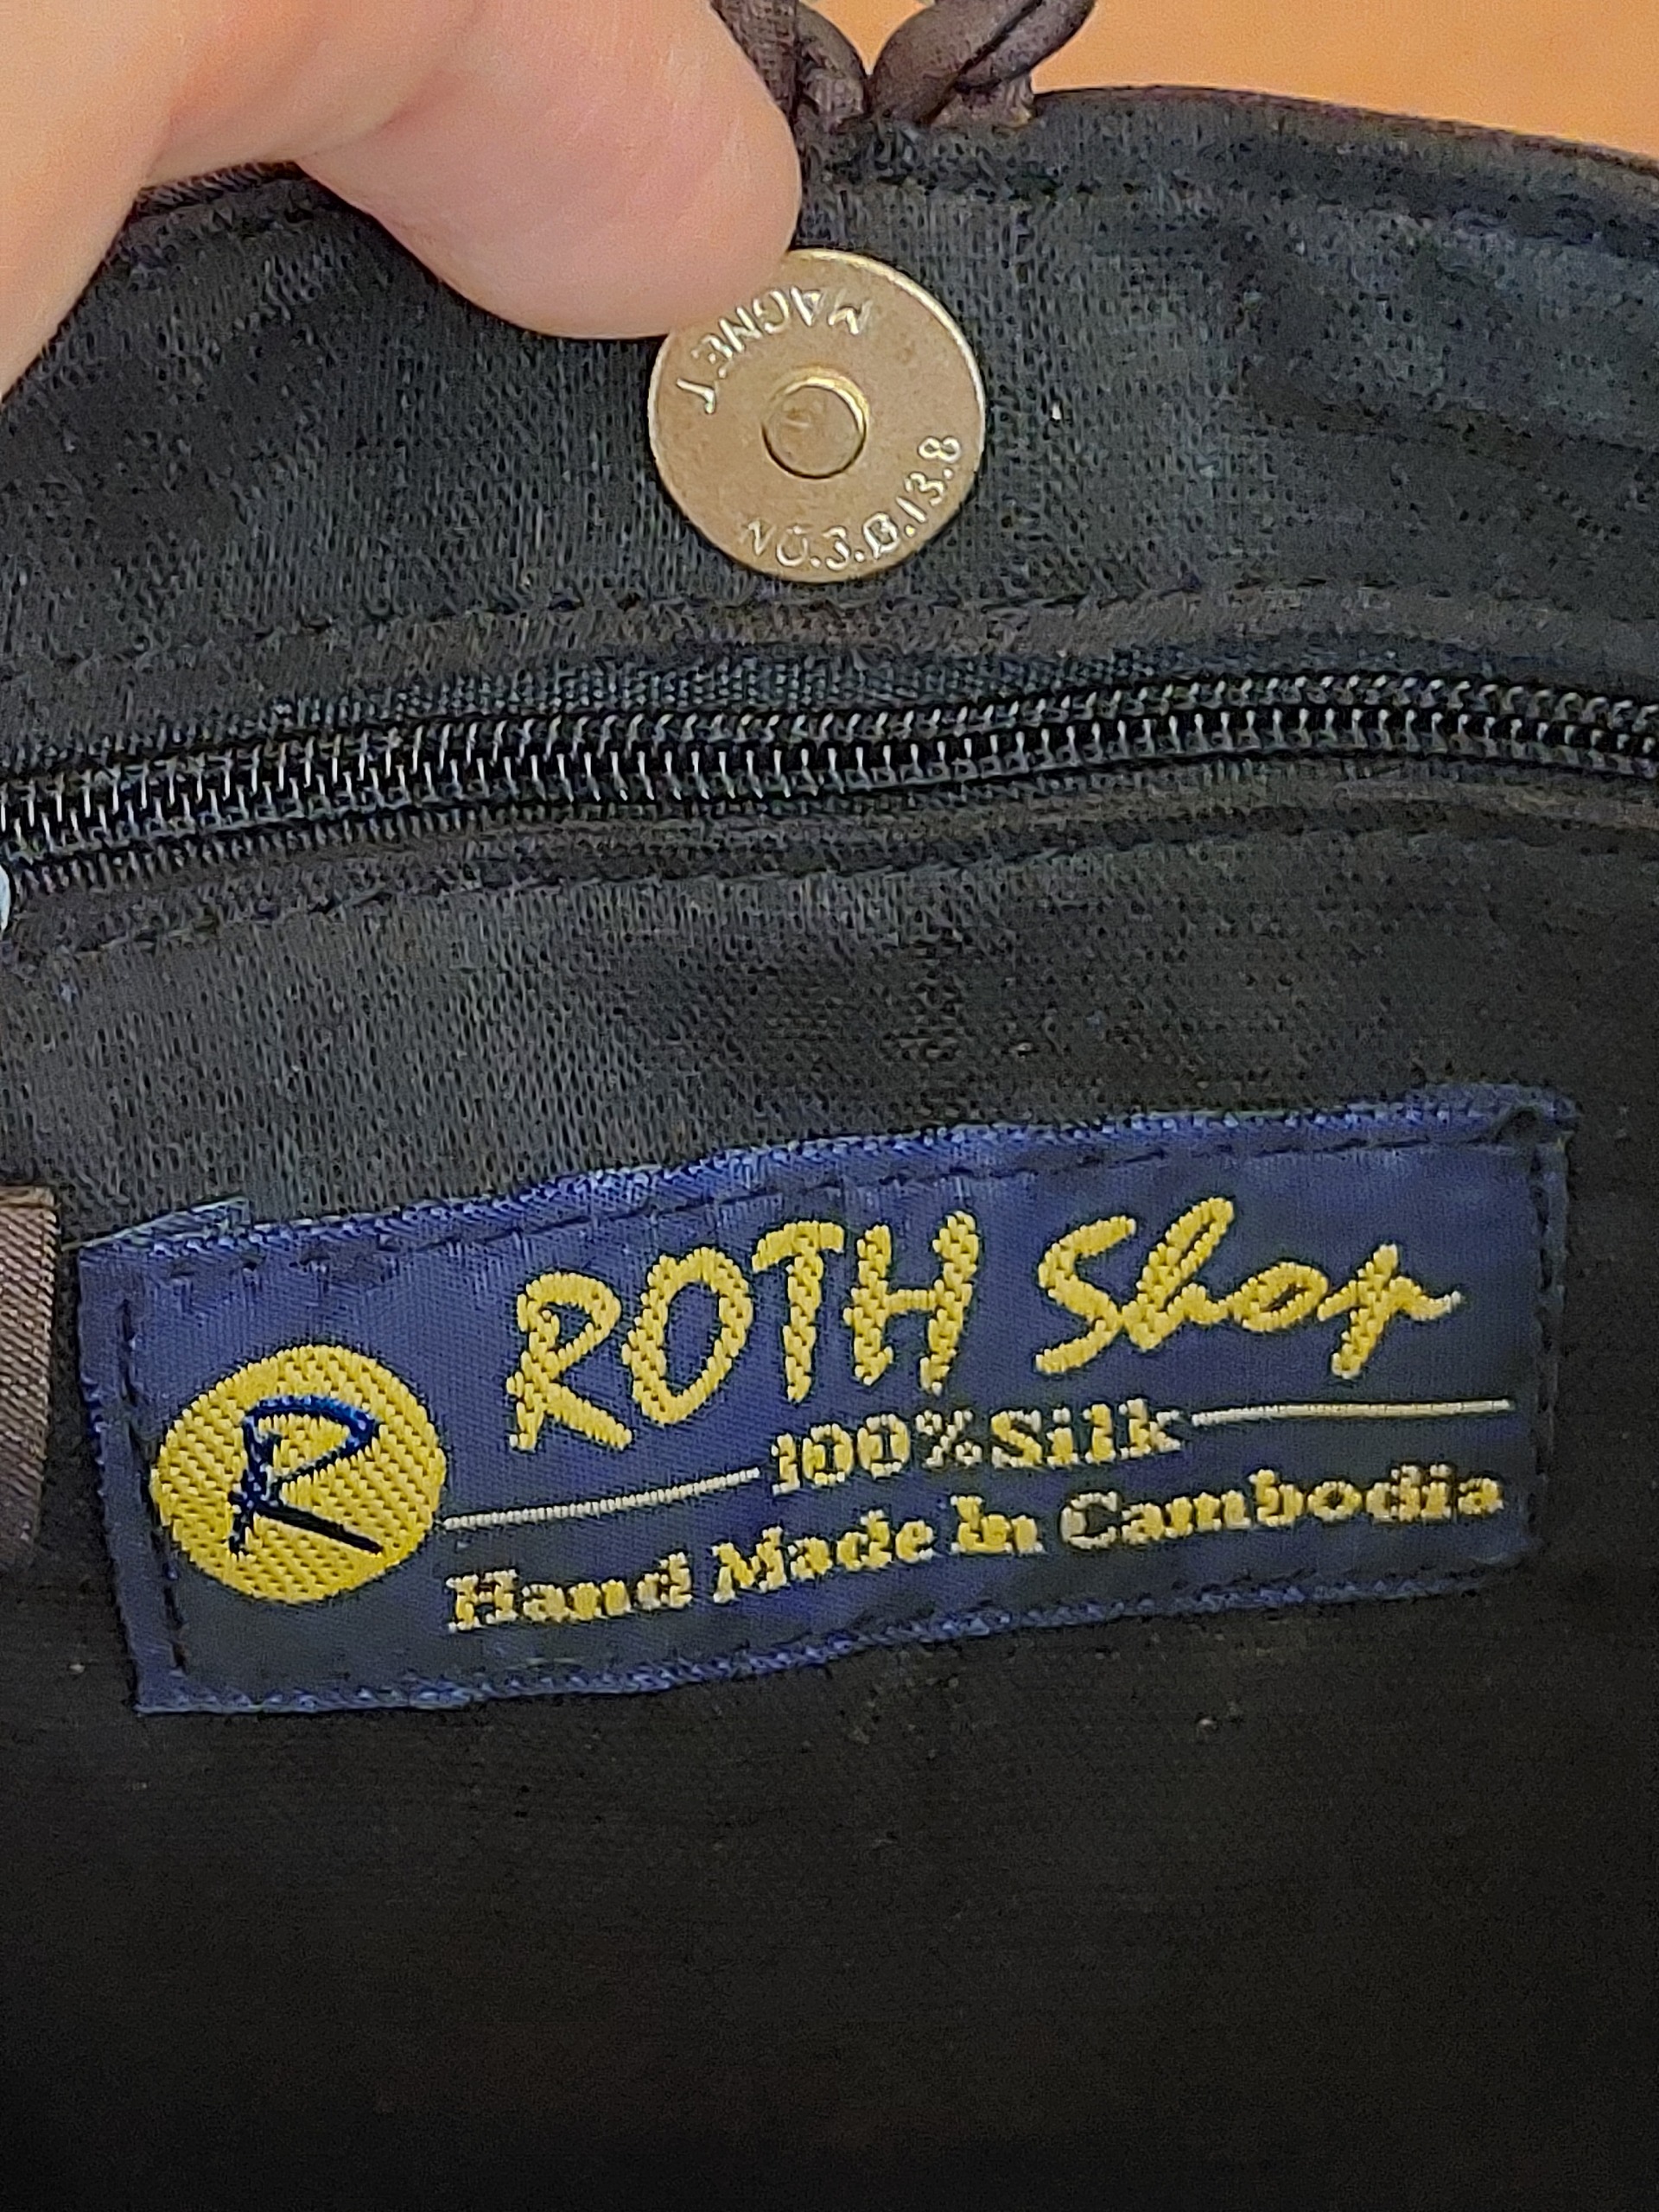 MAGNET
NO.3.B.13.8
R
ROTH Shop
100%Silk
Hand Made In Cambodia